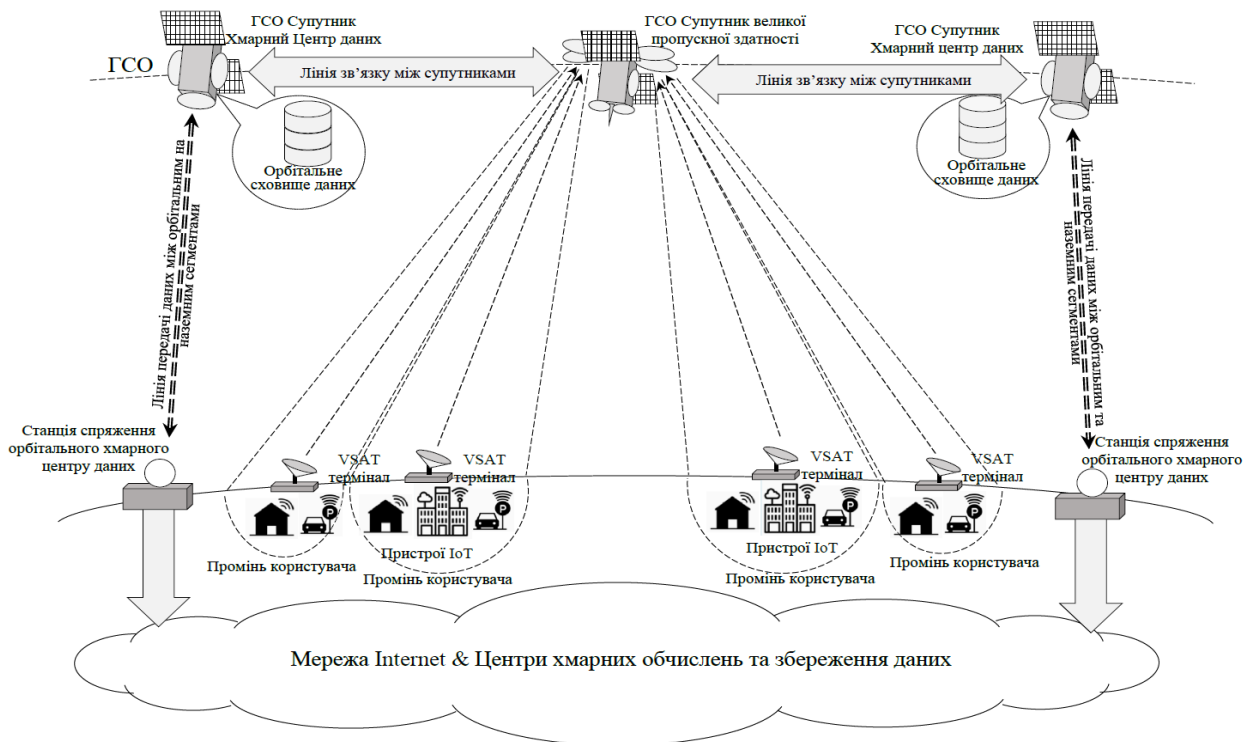 ГСО Супутник
Хмарний Центр даних
ГСО Супутник великої
пропускної здатності
ГСО Супутник
Хмарний центр даних
ГСО
Лінія зв’язку між супутниками
Лінія зв’язку між супутниками
Орбітальне
сховище даних
Орбітальне
сховище даних
Лінія передачі даних між орбітальним на
наземним сегментами
Лінія передачі даних між орбітальним та
наземним сегментами
Станція спряження
орбітального хмарного
центру даних
VSAT
термінал
VSAT
термінал
VSAT
термінал
VSAT
термінал
Станція спряження
орбітального хмарного
центру даних
P
P
P
P
Пристрої IoT
Пристрої IoT
Промінь користувача
Промінь користувача
Промінь користувача
Промінь користувача
Мережа Internet & Центри хмарних обчислень та збереження даних